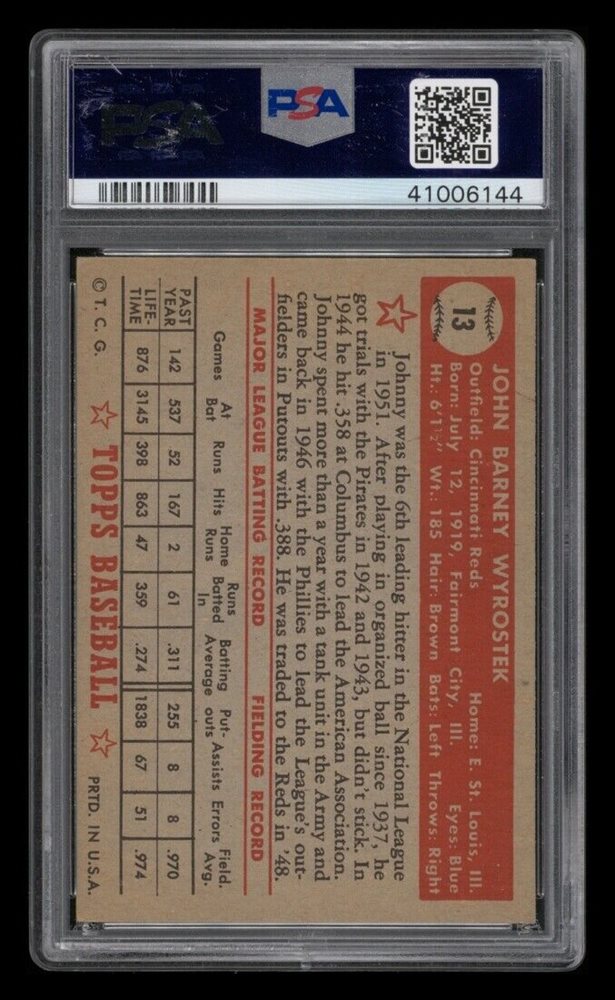 PSA
PSA
41006144
13
JOHN BARNEY WYROSTEK
Outfield: Cincinnati Reds Home: E. St. Louis, Ill.
Born: July 12, 1919, Fairmont City, Ill. Eyes: Blue
Ht.: 6'1½" Wt. 185 Hair: Brown Bats: Left Throws: Right
Johnny was the 6th leading hitter in the National League
in 1951. After playing in organized ball since 1937, he
got trials with the Pirates in 1942 and 1943, but didn't stick. In
1944 he hit .358 at Columbus to lead the American Association.
Johnny spent more than a year with a tank unit in the Army and
came back in 1946 with the Phillies to lead the League's out-
fielders in Putouts with .388. He was traded to the Reds in '48.
MAJOR LEAGUE BATTING RECORD FIELDING RECORD
Games At Bat Runs Hits Home Runs Runs Batted In Batting Average Put-outs Assists Errors Field. Avg.
PAST YEAR 142 537 52 167 2 61 .311 255 8 8 .970
LIFE-TIME 876 3145 398 863 47 359 .274 1838 67 51 .974
© T. C. G. TOPPS BASEBALL PRTD. IN U.S.A.